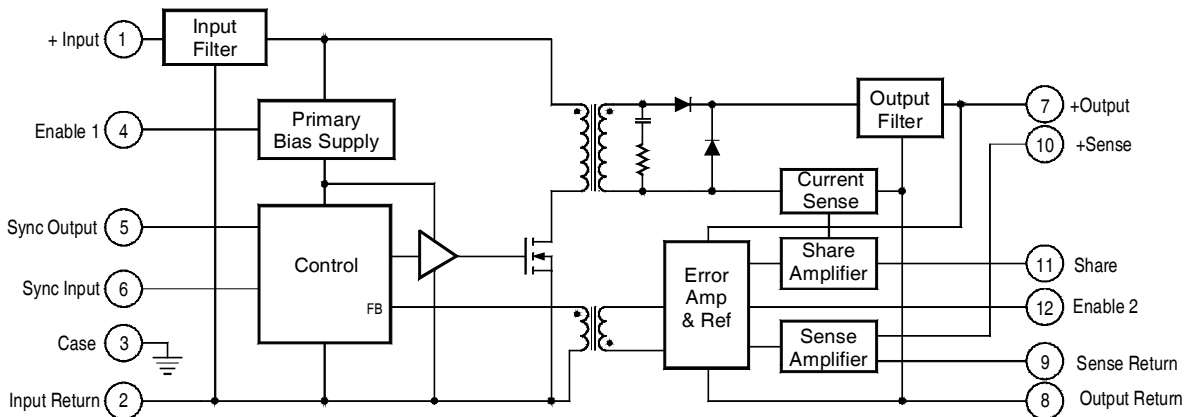 + Input 1
Input
Filter
Enable 1 4
Primary
Bias Supply
Output
Filter
7 +Output
10 +Sense
Current
Sense
Sync Output 5
Control
Share
Amplifier
11 Share
Sync Input 6
FB
Error
Amp
& Ref
12 Enable 2
Case 3
Sense
Amplifier
9 Sense Return
Input Return 2
8 Output Return